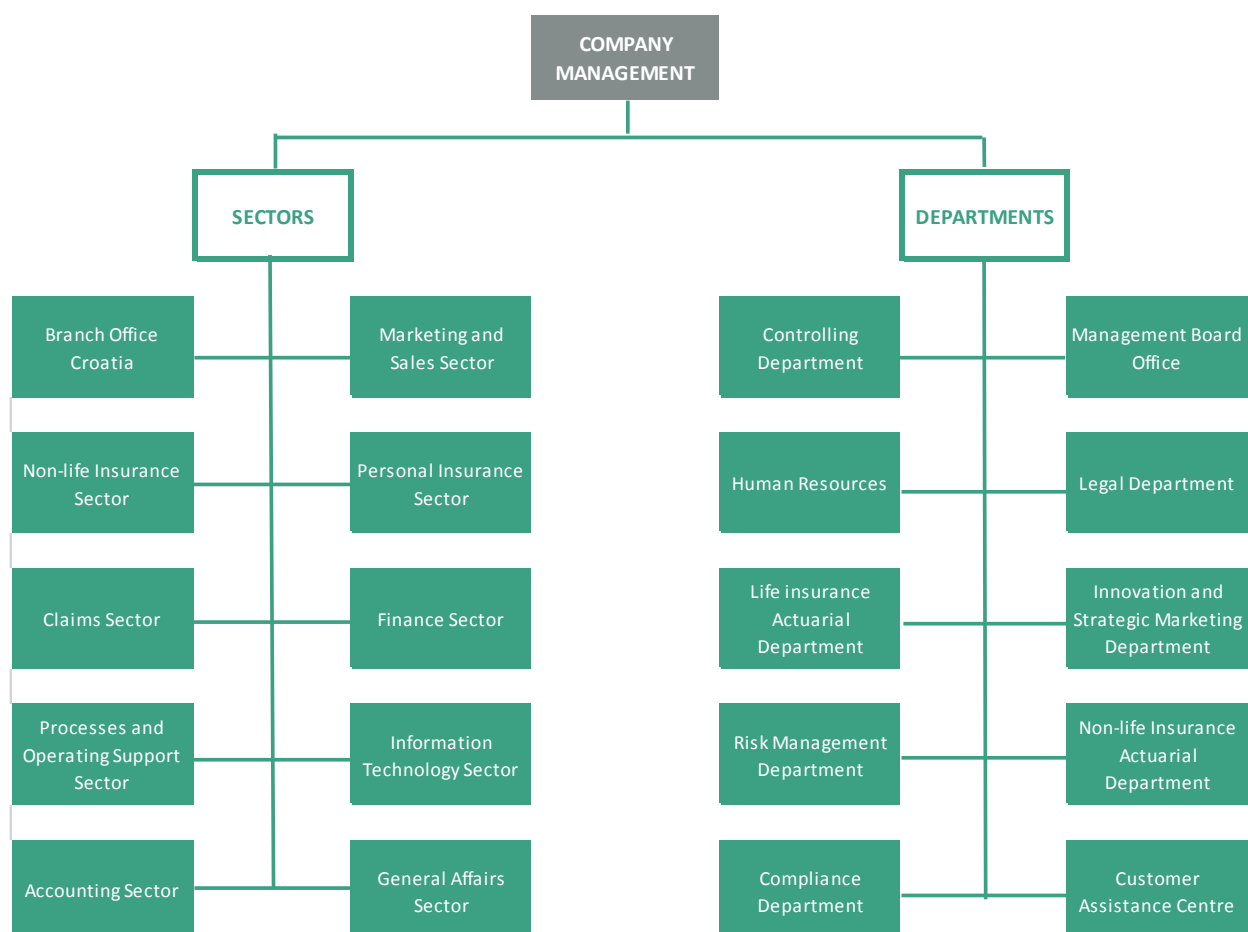 COMPANY
MANAGEMENT
SECTORS
DEPARTMENTS
Branch Office
Croatia
Marketing and
Sales Sector
Controlling
Department
Management Board
Office
Non-life Insurance
Sector
Personal Insurance
Sector
Human Resources
Legal Department
Claims Sector
Finance Sector
Life insurance
Actuarial
Department
Innovation and
Strategic Marketing
Department
Processes and
Operating Support
Sector
Information
Technology Sector
Risk Management
Department
Non-life Insurance
Actuarial
Department
Accounting Sector
General Affairs
Sector
Compliance
Department
Customer
Assistance Centre